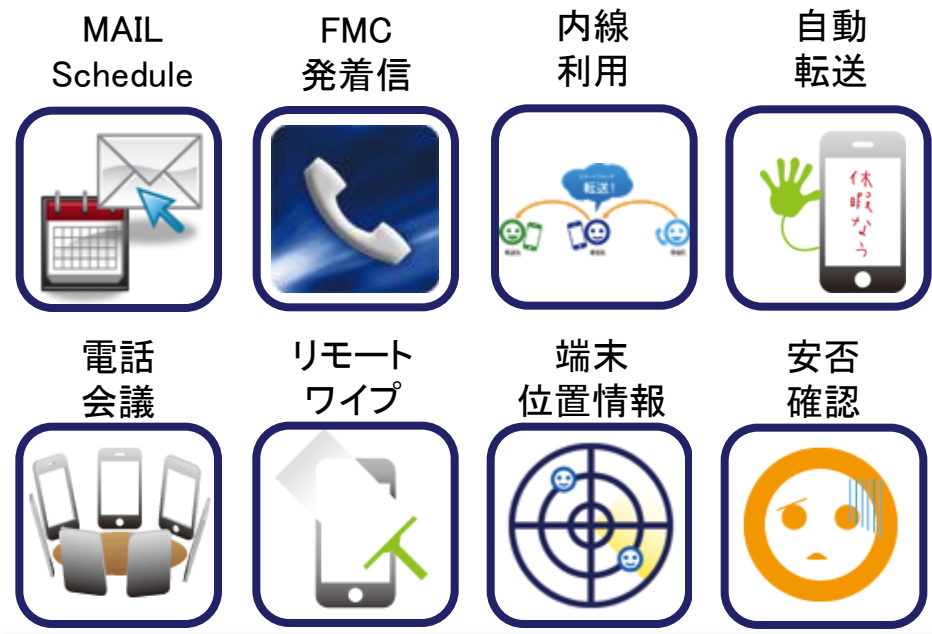 MAIL
Schedule
FMC
発着信
内線
利用
自動
転送
転送!
休
暇
な
う
電話
会議
リモート
ワイプ
端末
位置情報
安否
確認